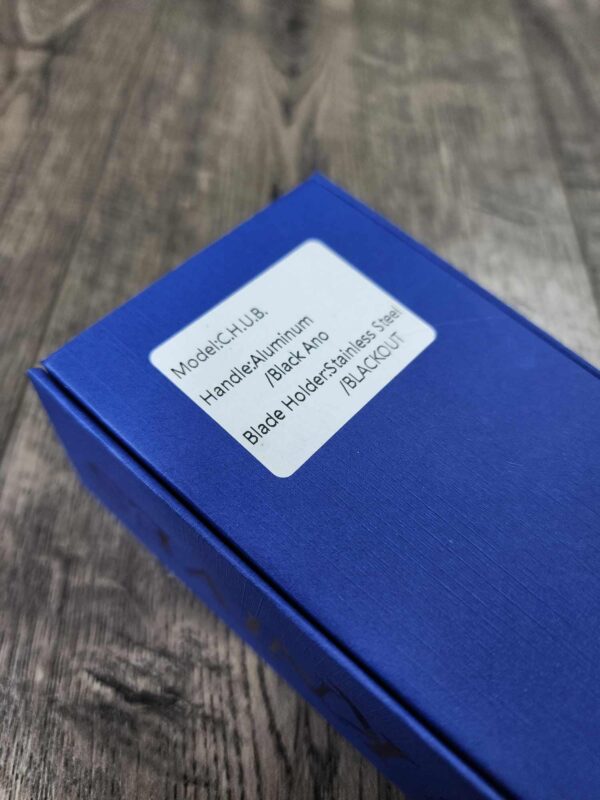 Model:C.H.U.B.
Handle:Aluminum
/Black Ano
Blade Holder:Stainless Steel
/BLACKOUT